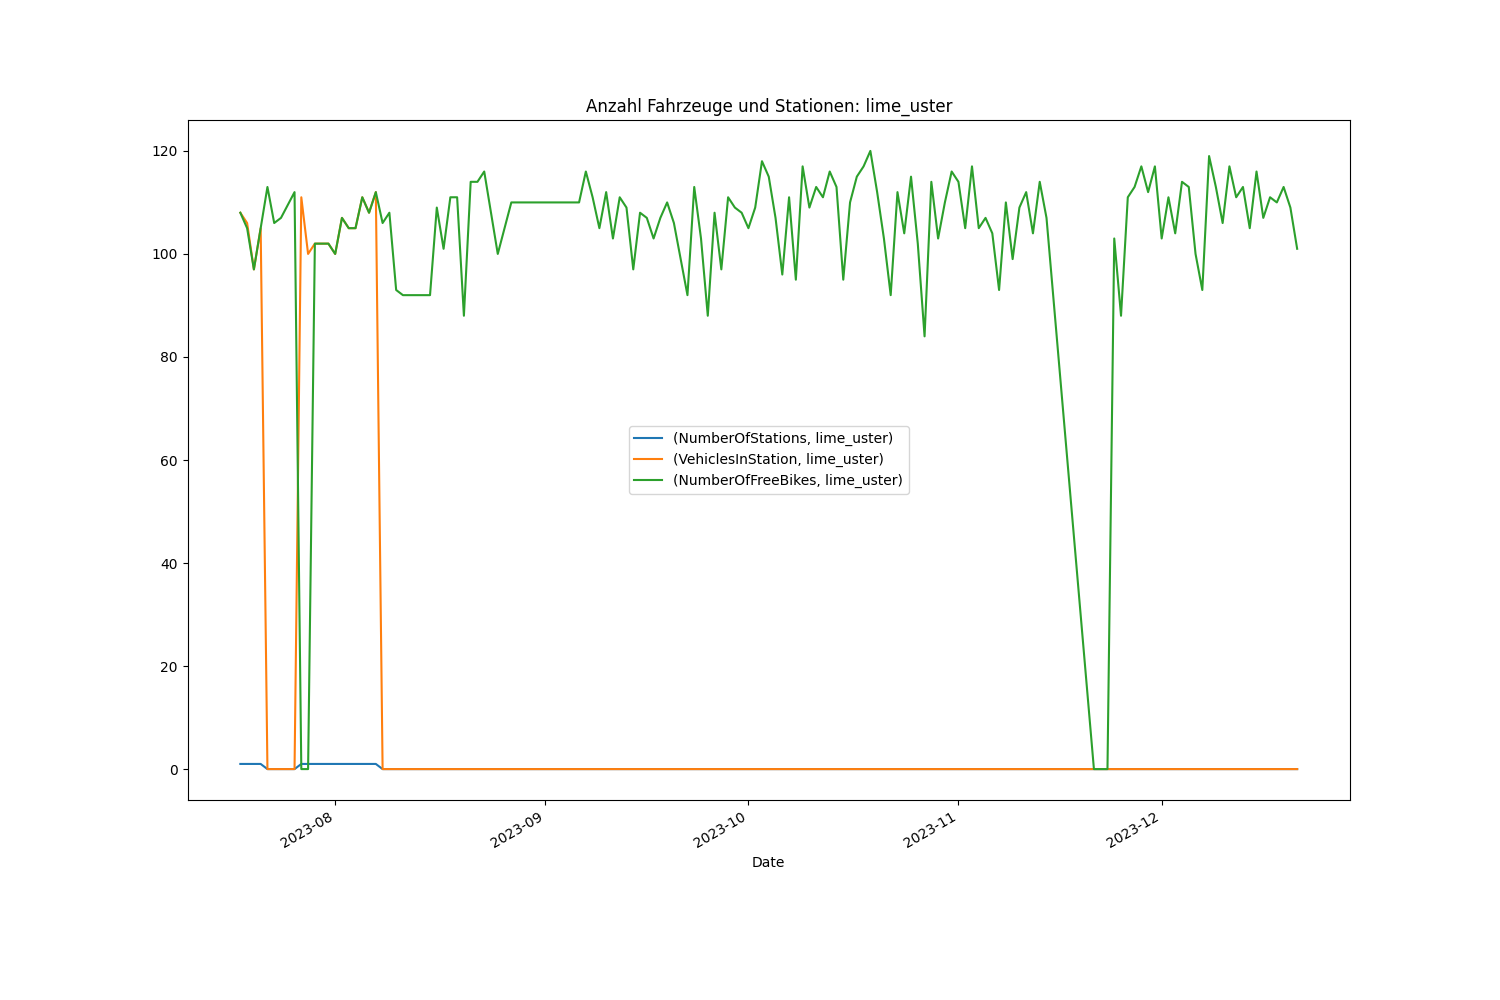 Anzahl Fahrzeuge und Stationen: lime_uster
120
100
80
60
40
20
0
(NumberOfStations, lime_uster)
(VehiclesInStation, lime_uster)
(NumberOfFreeBikes, lime_uster)
2023-08
2023-09
2023-10
2023-11
2023-12
Date